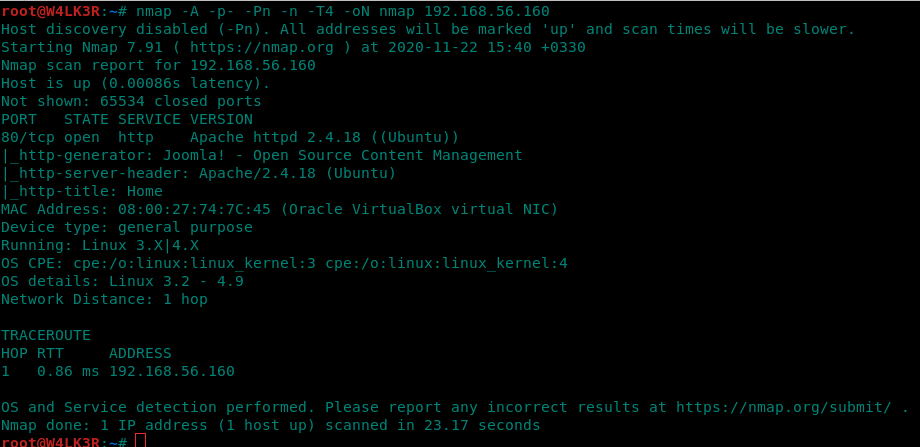 root@W4LK3R:~# nmap -A -p- -Pn -n -T4 -oN nmap 192.168.56.160
Host discovery disabled (-Pn). All addresses will be marked 'up' and scan times will be slower.
Starting Nmap 7.91 ( https://nmap.org ) at 2020-11-22 15:40 +0330
Nmap scan report for 192.168.56.160
Host is up (0.00086s latency).
Not shown: 65534 closed ports
PORT   STATE SERVICE VERSION
80/tcp open  http    Apache httpd 2.4.18 ((Ubuntu))
|_http-generator: Joomla! - Open Source Content Management
|_http-server-header: Apache/2.4.18 (Ubuntu)
|_http-title: Home
MAC Address: 08:00:27:74:7C:45 (Oracle VirtualBox virtual NIC)
Device type: general purpose
Running: Linux 3.X|4.X
OS CPE: cpe:/o:linux:linux_kernel:3 cpe:/o:linux:linux_kernel:4
OS details: Linux 3.2 - 4.9
Network Distance: 1 hop
TRACEROUTE
HOP RTT     ADDRESS
1   0.86 ms 192.168.56.160
OS and Service detection performed. Please report any incorrect results at https://nmap.org/submit/ .
Nmap done: 1 IP address (1 host up) scanned in 23.17 seconds
root@W4LK3R:~#